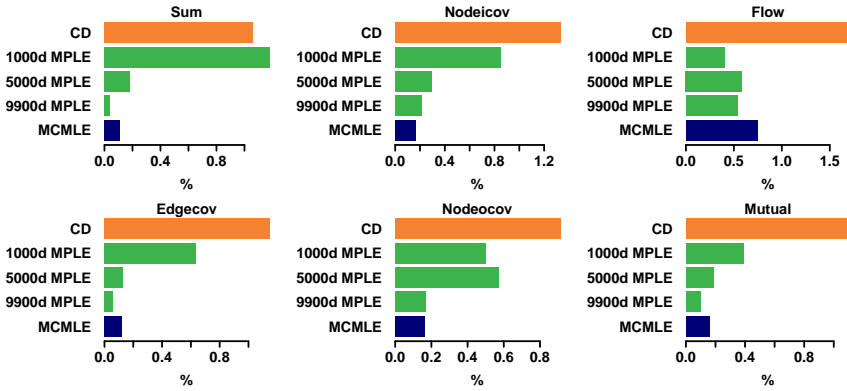 Sum
CD
1000d MPLE
5000d MPLE
9900d MPLE
MCMLE
0.0 0.4 0.8
%
Nodeicov
CD
1000d MPLE
5000d MPLE
9900d MPLE
MCMLE
0.0 0.4 0.8 1.2
%
Flow
CD
1000d MPLE
5000d MPLE
9900d MPLE
MCMLE
0.0 0.5 1.0 1.5
%
Edgecov
CD
1000d MPLE
5000d MPLE
9900d MPLE
MCMLE
0.0 0.4 0.8
%
Nodeocov
CD
1000d MPLE
5000d MPLE
9900d MPLE
MCMLE
0.0 0.2 0.4 0.6 0.8
%
Mutual
CD
1000d MPLE
5000d MPLE
9900d MPLE
MCMLE
0.0 0.4 0.8
%